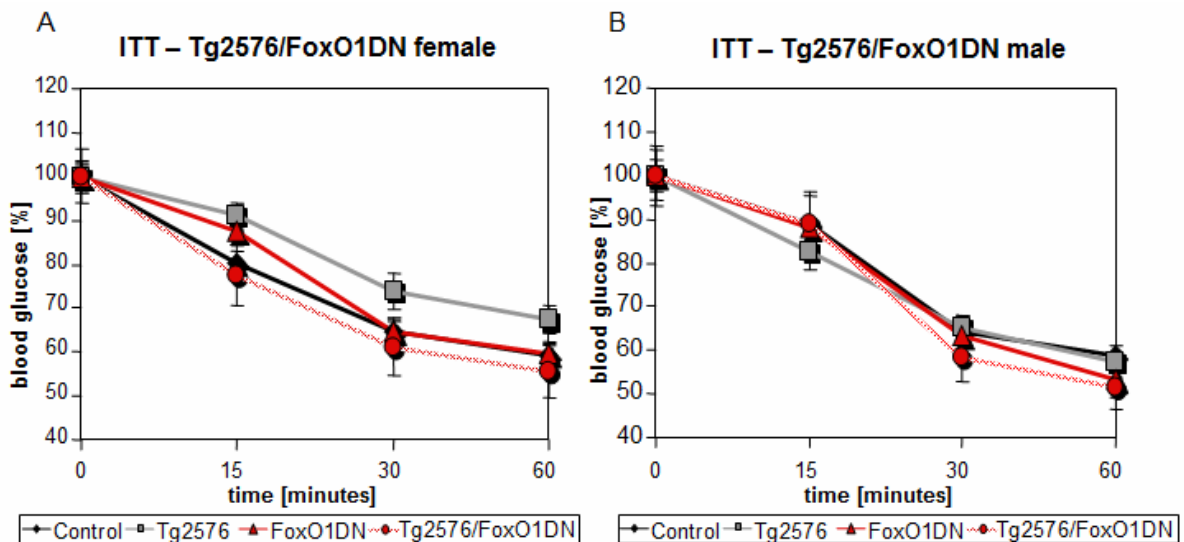 A
ITT – Tg2576/FoxO1DN female
120
110
100
90
80
70
60
50
40
blood glucose [%]
0 15 30 60
time [minutes]
Control Tg2576 FoxO1DN Tg2576/FoxO1DN
B
ITT – Tg2576/FoxO1DN male
120
110
100
90
80
70
60
50
40
blood glucose [%]
0 15 30 60
time [minutes]
Control Tg2576 FoxO1DN Tg2576/FoxO1DN